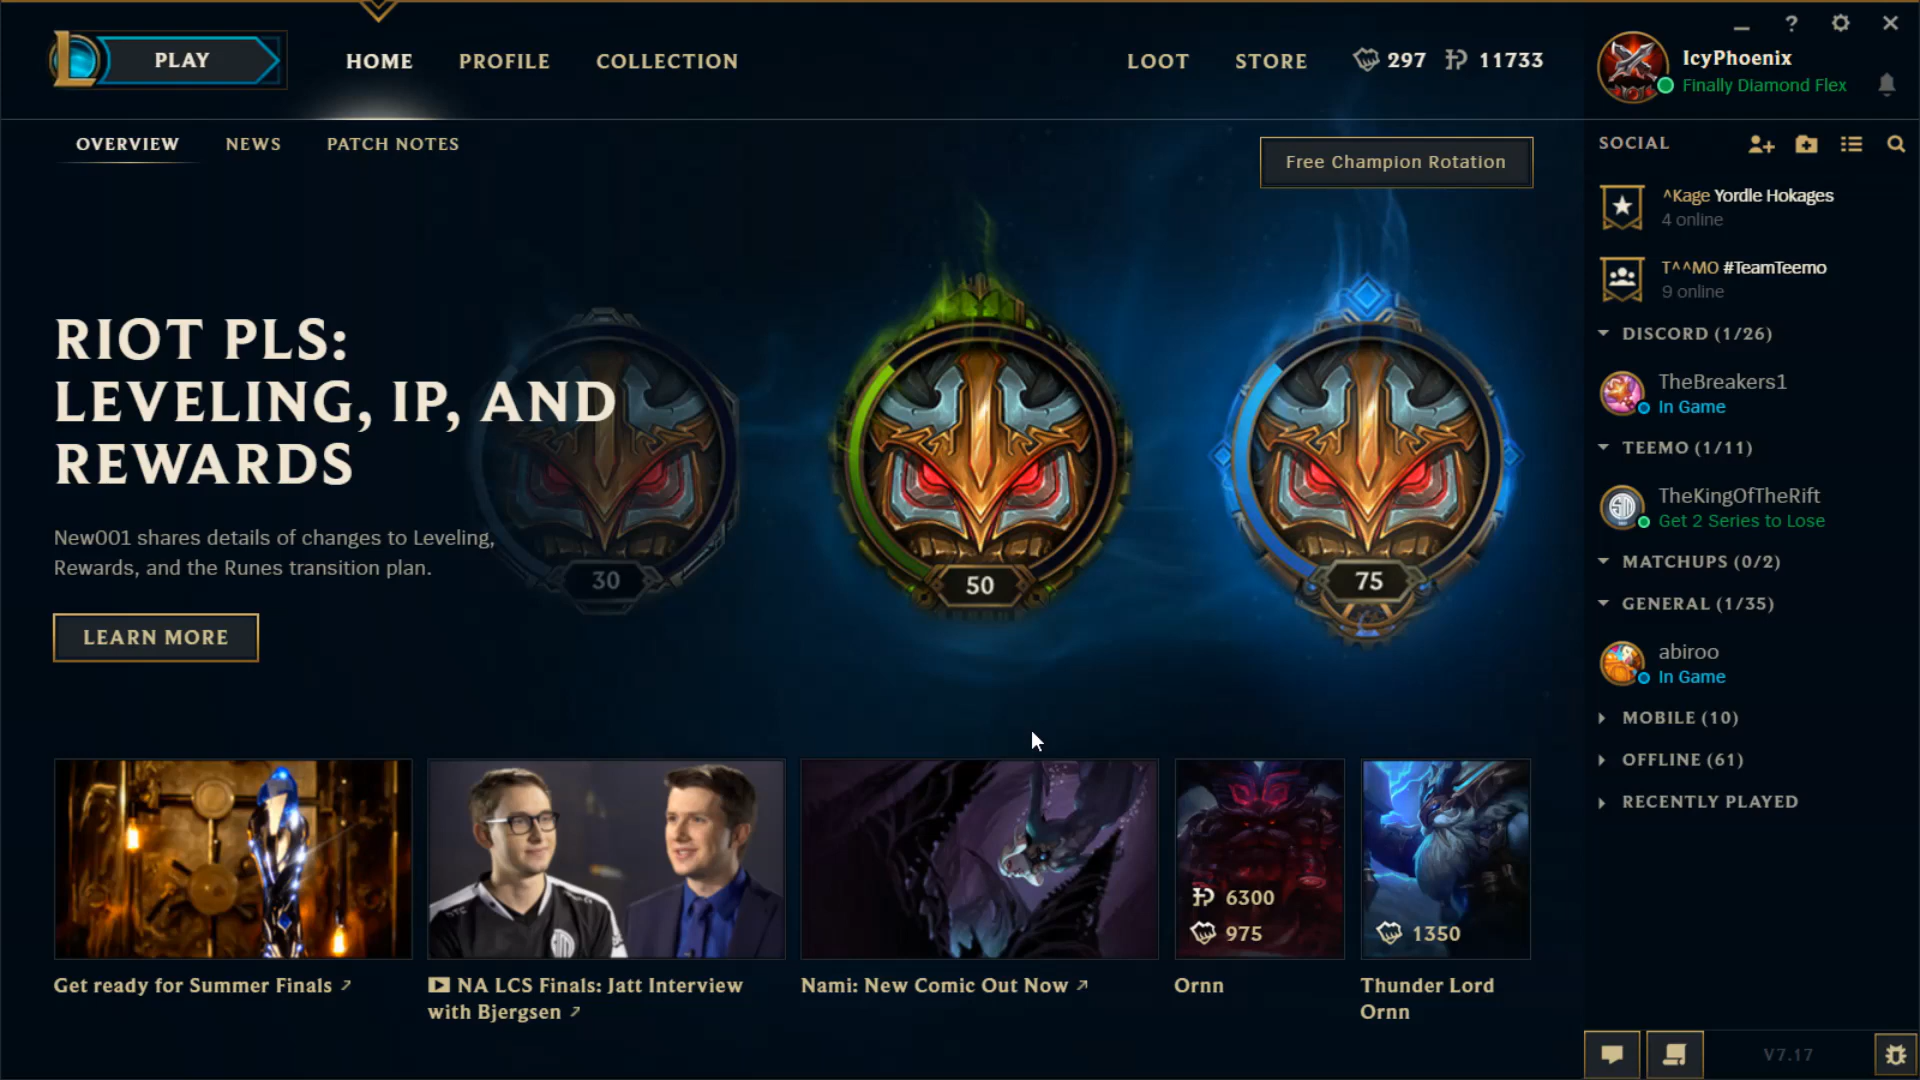 PLAY
HOME
PROFILE
COLLECTION
LOOT
STORE
297
11733
?
IcyPhoenix
Finally Diamond Flex
OVERVIEW
NEWS
PATCH NOTES
Free Champion Rotation
RIOT PLS:
LEVELING, IP, AND
REWARDS
New001 shares details of changes to Leveling,
Rewards, and the Runes transition plan.
LEARN MORE
30
50
75
6300
975
1350
Get ready for Summer Finals
NA LCS Finals: Jatt Interview
with Bjergsen
Nami: New Comic Out Now
Ornn
Thunder Lord
Ornn
SOCIAL
^Kage Yordle Hokages
4 online
T^^MO #TeamTeemo
9 online
DISCORD (1/26)
TheBreakers1
In Game
TEEMO (1/11)
TheKingOfTheRift
Get 2 Series to Lose
MATCHUPS (0/2)
GENERAL (1/35)
abiroo
In Game
MOBILE (10)
OFFLINE (61)
RECENTLY PLAYED
V7.17